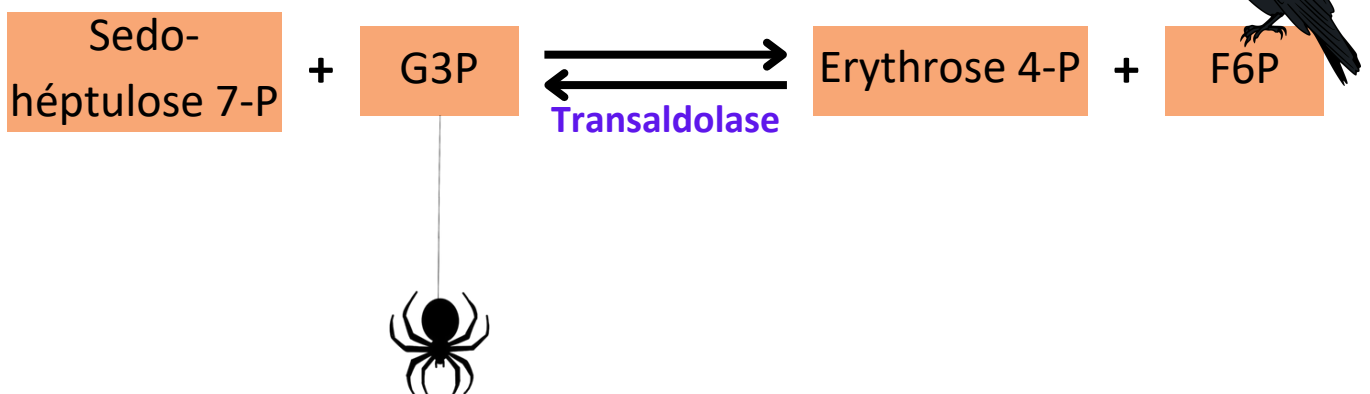 Sedo-
héptulose 7-P + G3P Erythrose 4-P + F6P
Transaldolase